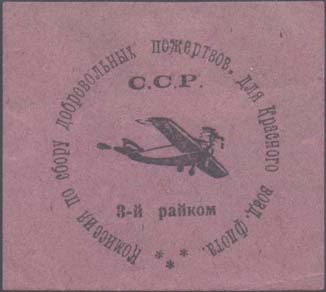 Комиссия по сбору добровольных пожертвов. для Красного возд. Флота.
С.С.Р.
3-й райком